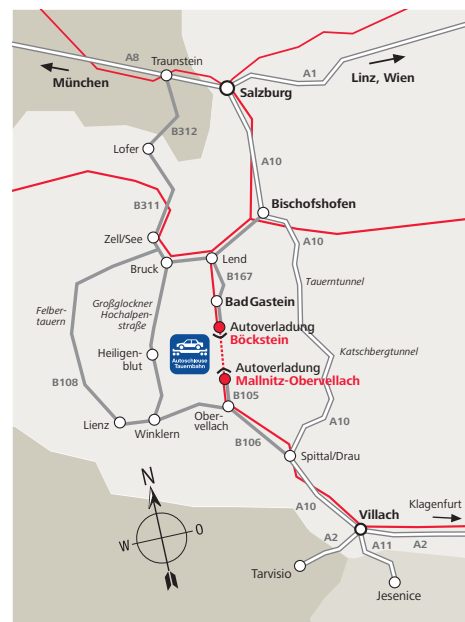 A8
Traunstein
München
A1
Linz, Wien
Salzburg
B312
Lofer
A10
B311
Bischofshofen
Zell/See
A10
Bruck
Lend
B167
Tauerntunnel
Felber-
tauern
Großglockner
Hochalpen-
straße
Bad Gastein
Autoverladung
Böckstein
Autoschleuse
Tauernbahn
Katschbergtunnel
Heiligen-
blut
Autoverladung
Mallnitz-Obervellach
B108
B105
Lienz
Winklern
Ober-
vellach
B106
A10
Spittal/Drau
N
A10
Klagenfurt
Villach
W
O
A2
A11
A2
Tarvisio
Jesenice